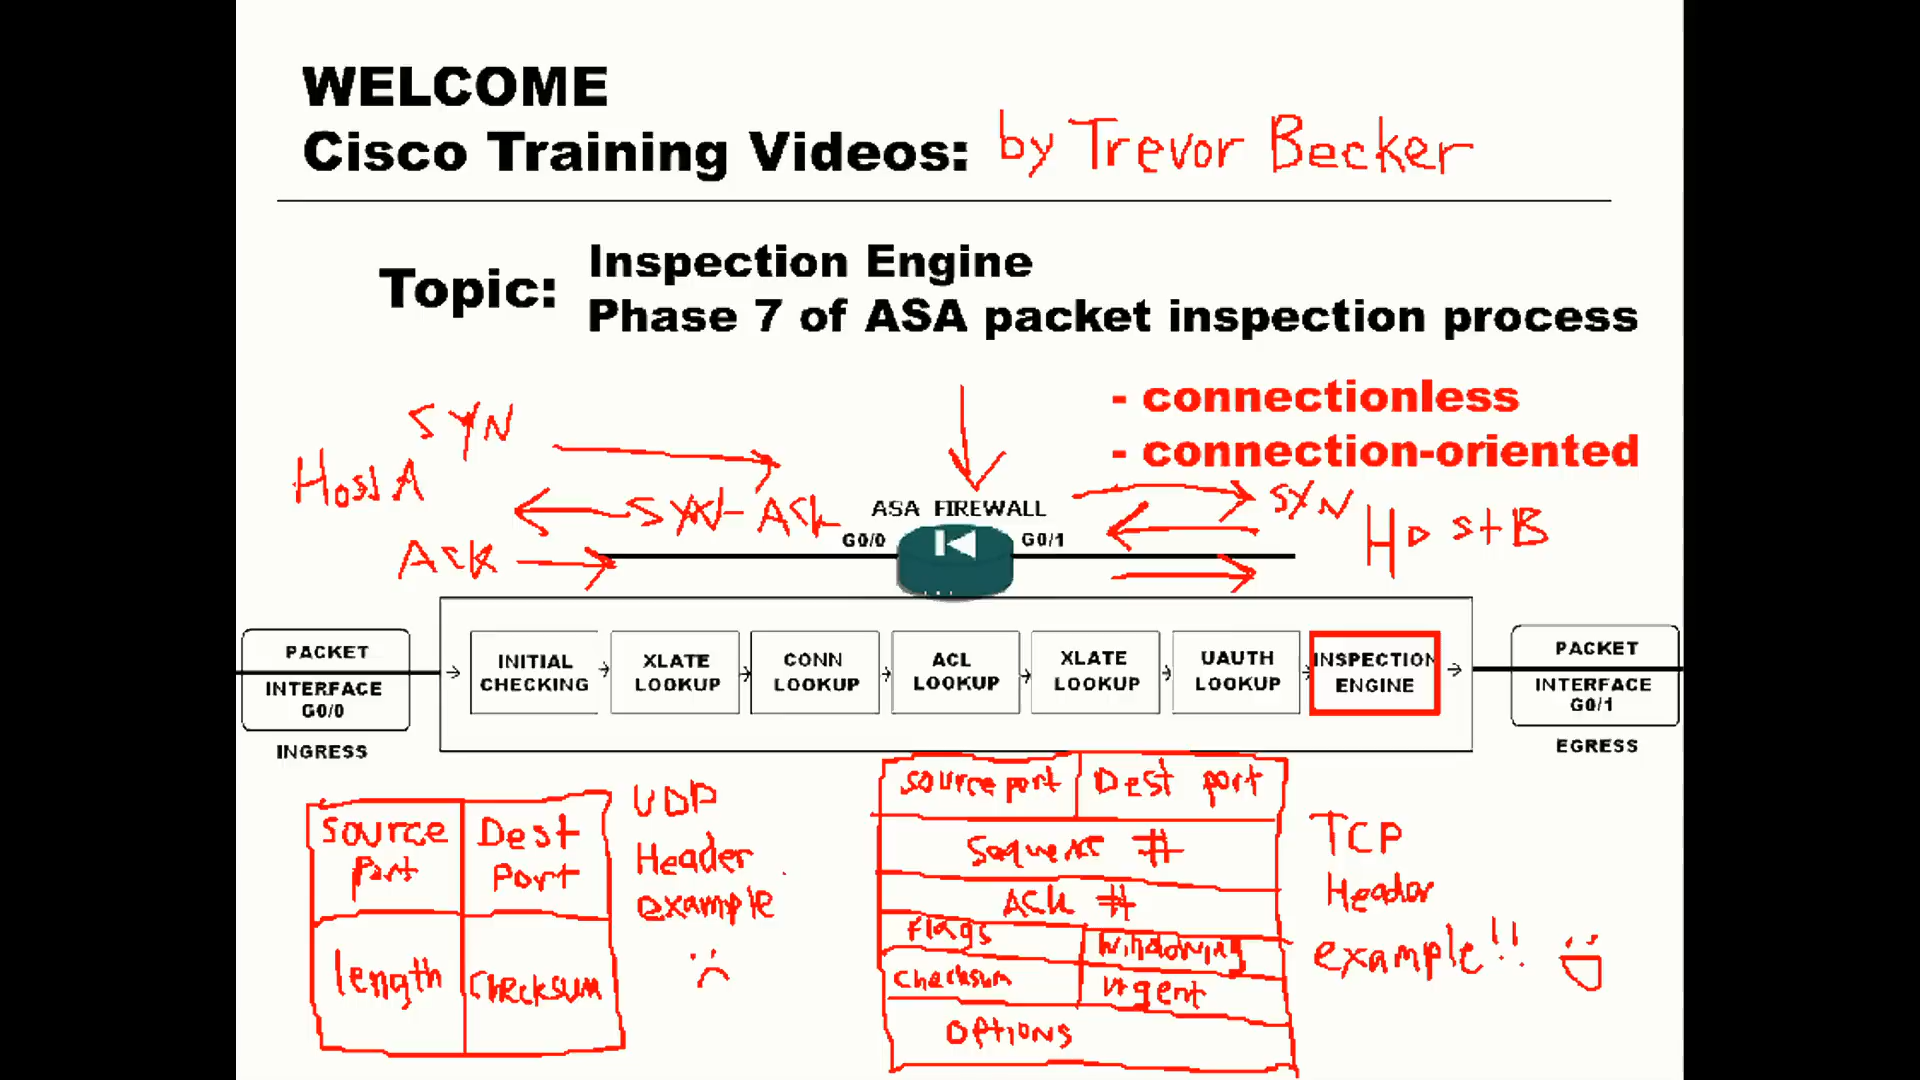 WELCOME
Cisco Training Videos: by Trevor Becker
Topic: Inspection Engine
Phase 7 of ASA packet inspection process
- connectionless
- connection-oriented
SYN
Host A
SYN-Ack
Ack
ASA FIREWALL
G0/0
G0/1
SYN
Host B
PACKET
INTERFACE
G0/0
INGRESS
INITIAL
CHECKING
XLATE
LOOKUP
CONN
LOOKUP
ACL
LOOKUP
XLATE
LOOKUP
UAUTH
LOOKUP
INSPECTION
ENGINE
PACKET
INTERFACE
G0/1
EGRESS
Source
Port
Dest
Port
length
Checksum
UDP
Header
example
source port
Dest port
Sequence #
ACK #
flags
windowing
checksum
urgent
options
TCP
Header
example!!